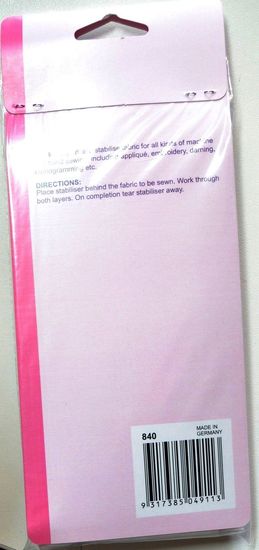 stabilise fabric for all kinds of machine
sewing including appliqué, embroidery, darning,
monogramming etc.
DIRECTIONS:
Place stabiliser behind the fabric to be sewn. Work through
both layers. On completion tear stabiliser away.
840
MADE IN
GERMANY
9 317385 049113